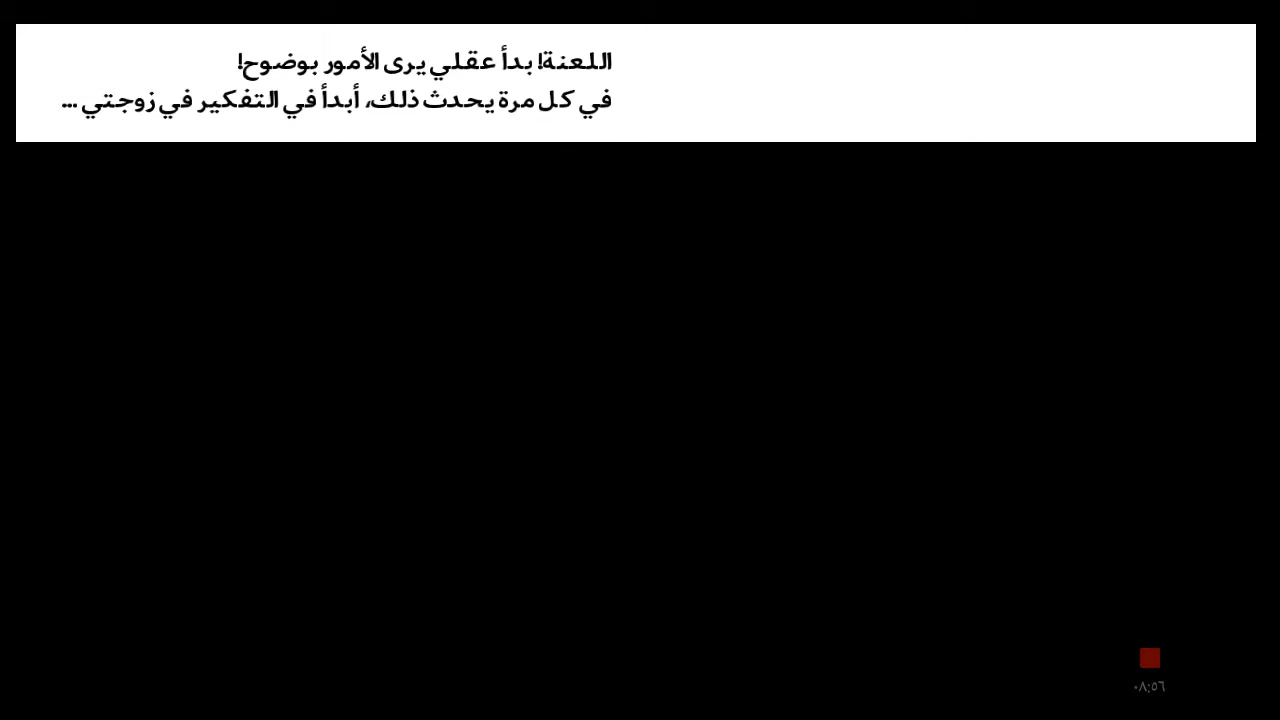 اللعنة! بدأ عقلي يرى الأمور بوضوح!
في كل مرة يحدث ذلك، أبدأ في التفكير في زوجتي ...
٠٨:٥٦